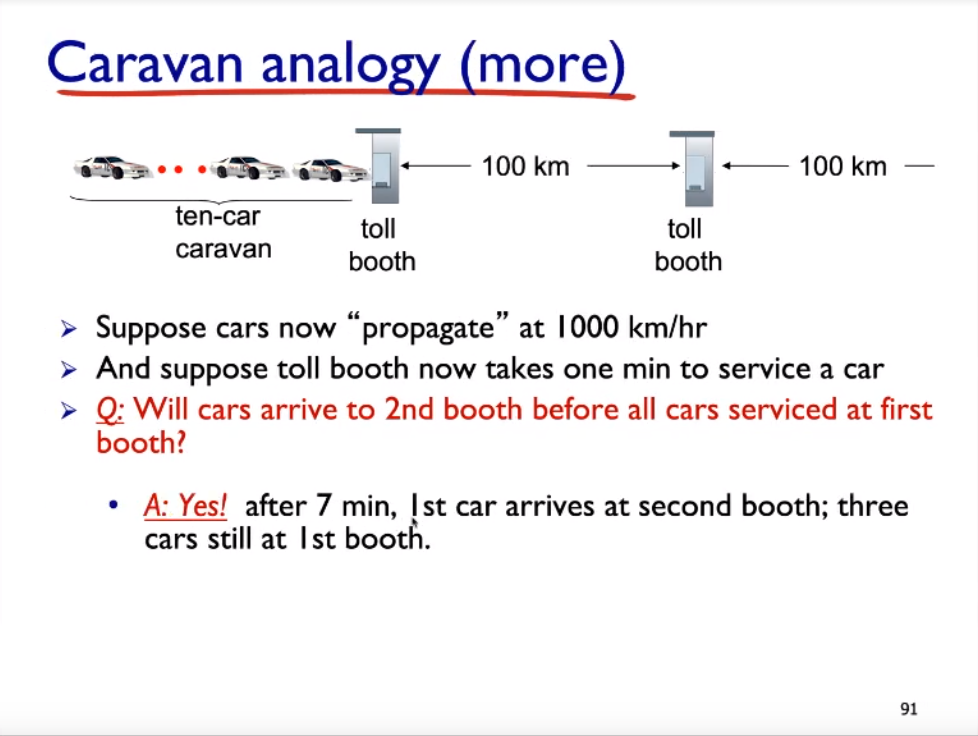 Caravan analogy (more)
100 km
100 km
ten-car
caravan
toll
booth
toll
booth
➢ Suppose cars now “propagate” at 1000 km/hr
➢ And suppose toll booth now takes one min to service a car
➢ Q: Will cars arrive to 2nd booth before all cars serviced at first
booth?
• A: Yes! after 7 min, 1st car arrives at second booth; three
cars still at 1st booth.
91